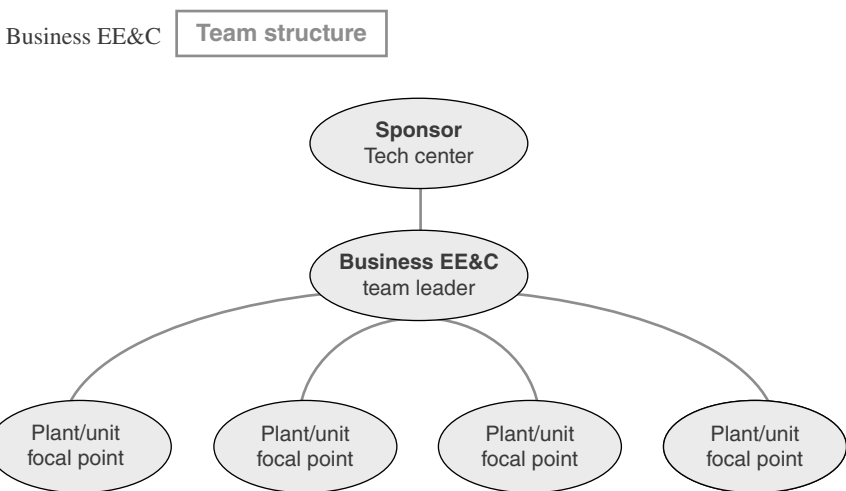 Business EE&C Team structure
Sponsor
Tech center
Business EE&C
team leader
Plant/unit
focal point
Plant/unit
focal point
Plant/unit
focal point
Plant/unit
focal point